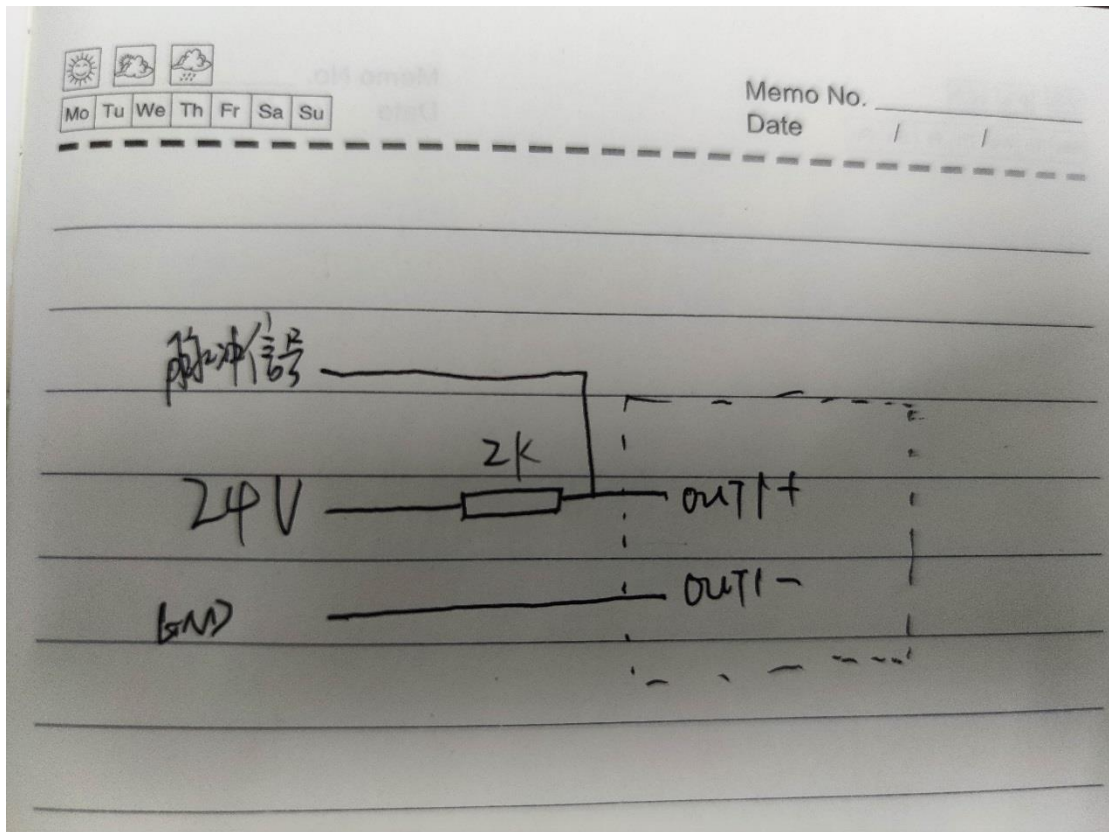 Mo Tu We Th Fr Sa Su
Memo No.
Date / /
脉冲信号
2K
24V
OUT1+
OUT1-
GND